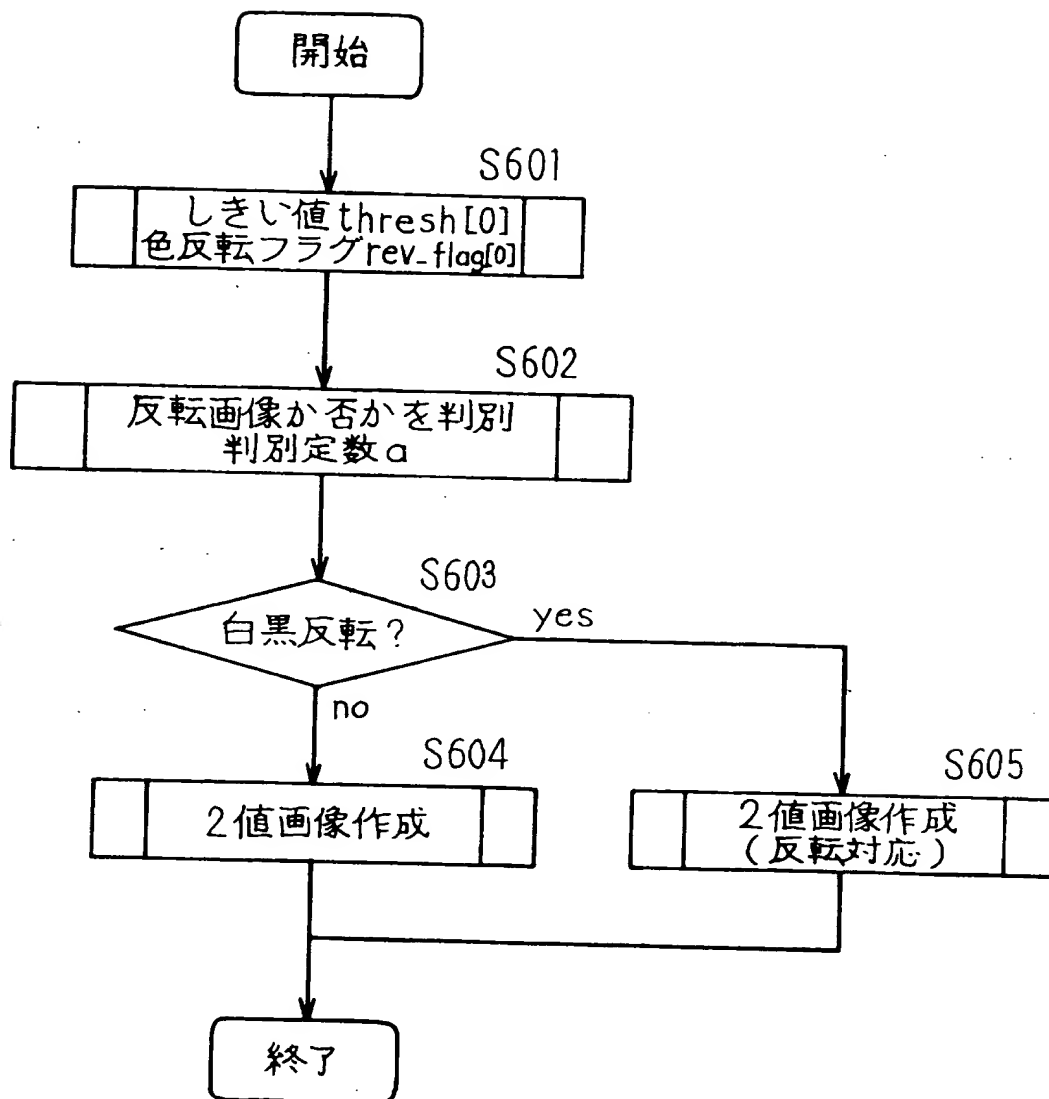 開始
S601
しきい値thresh[0]
色反転フラグrev_flag[0]
S602
反転画像か否かを判別
判別定数a
S603
白黒反転?
yes
no
S604
2値画像作成
S605
2値画像作成
(反転対応)
終了